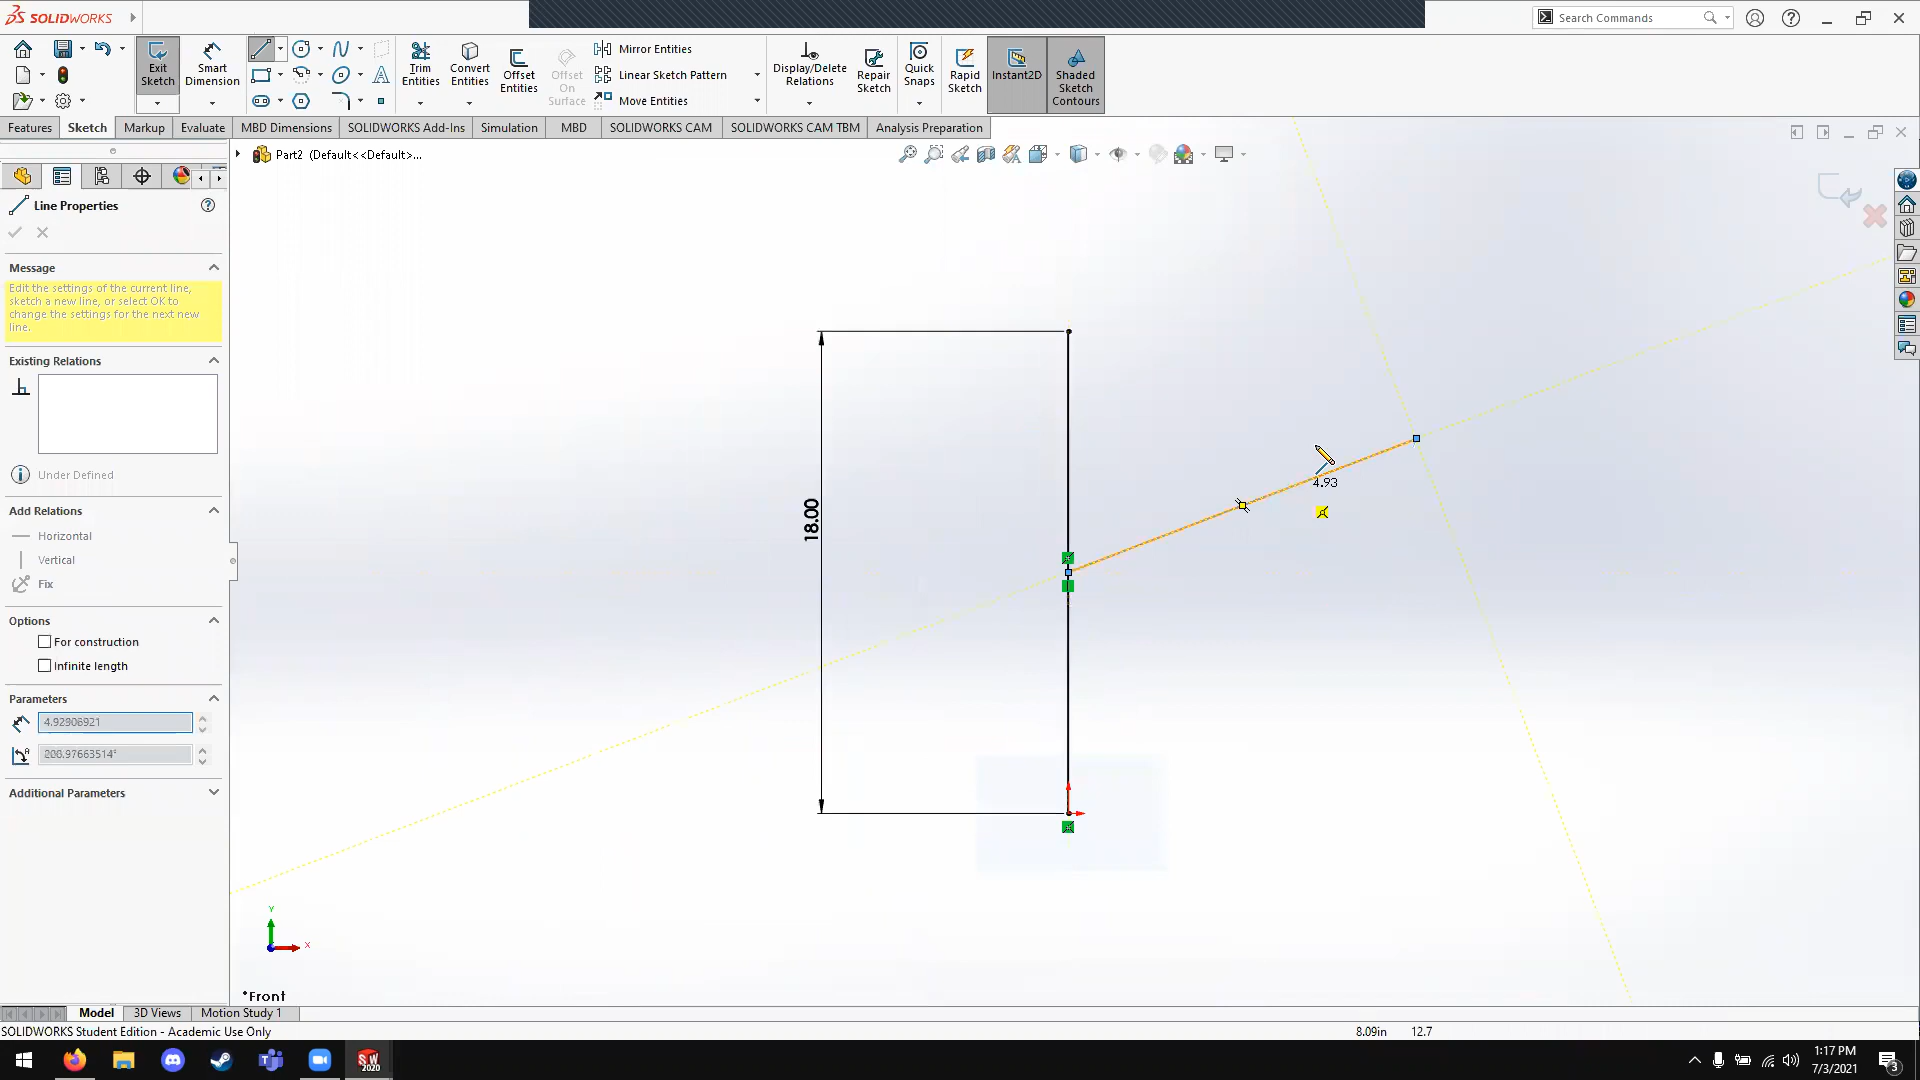 SOLIDWORKS
Search Commands
Exit Sketch
Smart Dimension
Trim Entities
Convert Entities
Offset Entities
Offset On Surface
Mirror Entities
Linear Sketch Pattern
Move Entities
Display/Delete Relations
Repair Sketch
Quick Snaps
Rapid Sketch
Instant2D
Shaded Sketch Contours
Features
Sketch
Markup
Evaluate
MBD Dimensions
SOLIDWORKS Add-Ins
Simulation
MBD
SOLIDWORKS CAM
SOLIDWORKS CAM TBM
Analysis Preparation
Part2 (Default<<Default>...
Line Properties
Message
Edit the settings of the current line,
sketch a new line, or select OK to
change the settings for the next new
line.
Existing Relations
Under Defined
Add Relations
Horizontal
Vertical
Fix
Options
For construction
Infinite length
Parameters
Additional Parameters
18.00
4.93
Y
X
*Front
Model
3D Views
Motion Study 1
SOLIDWORKS Student Edition - Academic Use Only
8.09in
12.7
SW
2020
1:17 PM
7/3/2021
3